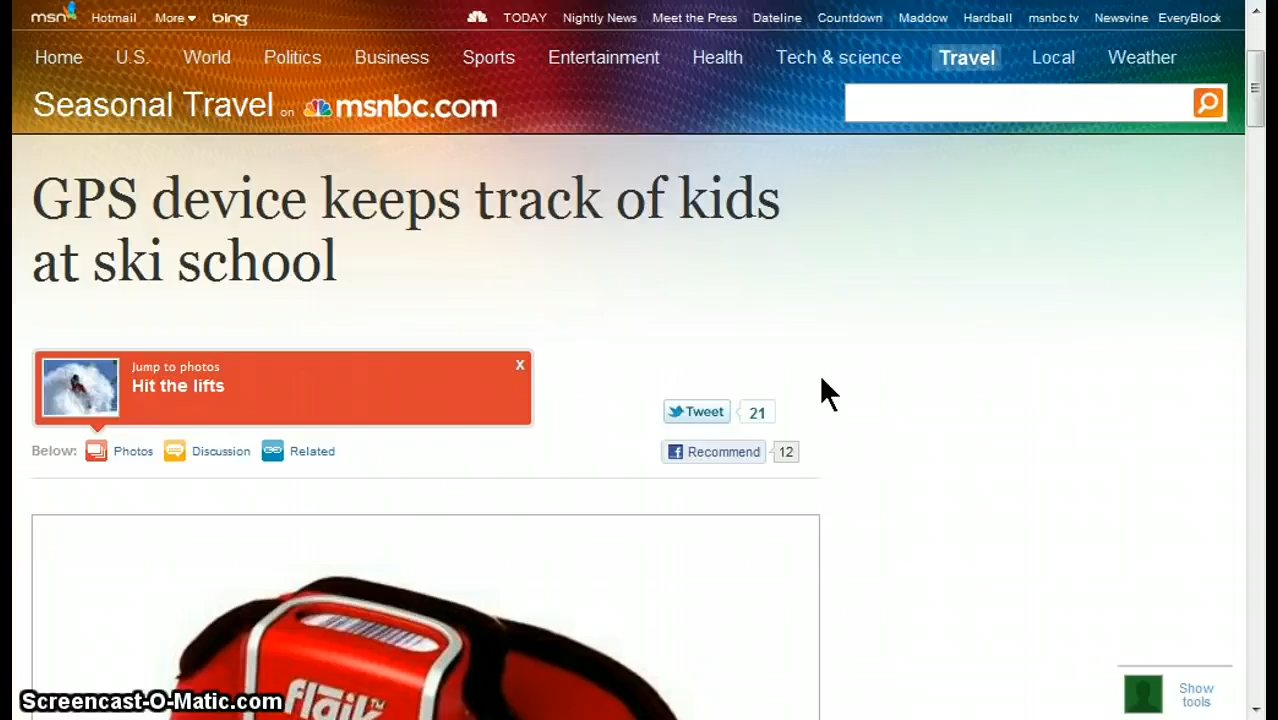 msn Hotmail More bing TODAY Nightly News Meet the Press Dateline Countdown Maddow Hardball msnbc tv Newsvine EveryBlock
Home U.S. World Politics Business Sports Entertainment Health Tech & science Travel Local Weather
Seasonal Travel on msnbc.com
GPS device keeps track of kids
at ski school
Jump to photos X
Hit the lifts
Tweet 21
Below: Photos Discussion Related Recommend 12
flaik™
Show
tools
Screencast-O-Matic.com